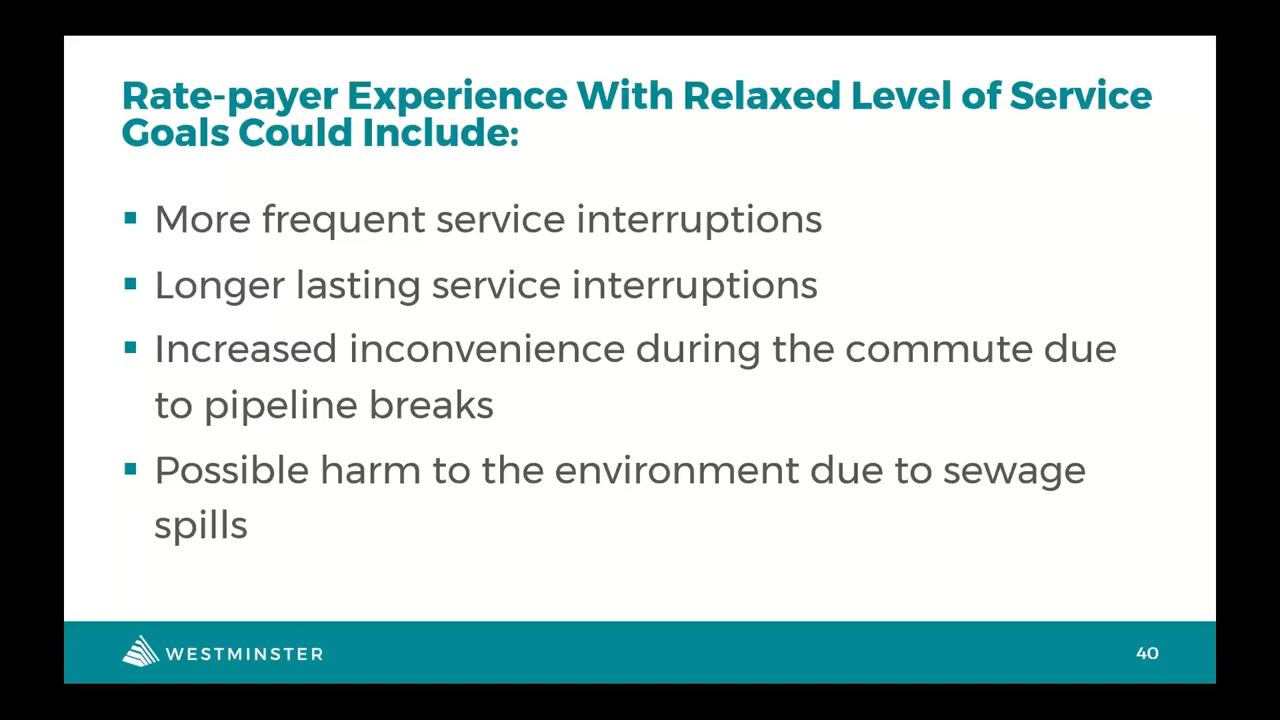 Rate-payer Experience With Relaxed Level of Service
Goals Could Include:
▪ More frequent service interruptions
▪ Longer lasting service interruptions
▪ Increased inconvenience during the commute due
to pipeline breaks
▪ Possible harm to the environment due to sewage
spills
WESTMINSTER
40